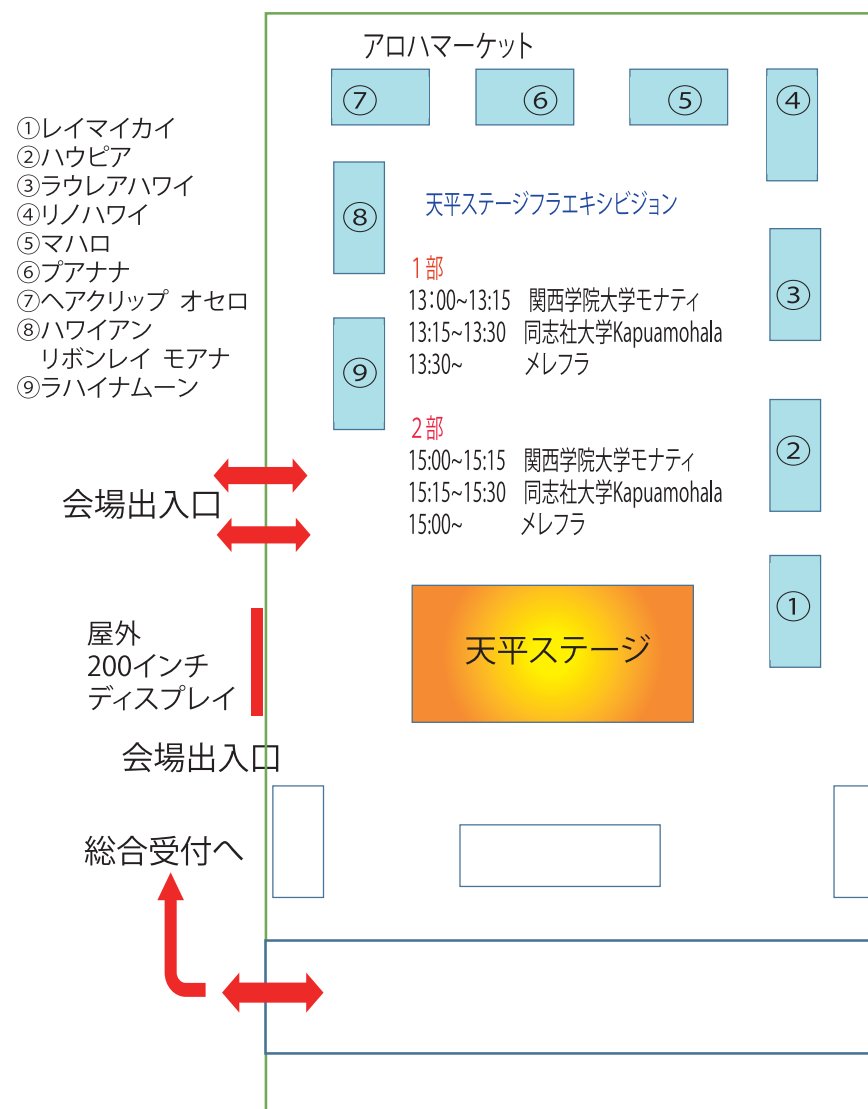 アロハマーケット
⑦
⑥
⑤
④
①レイマイカイ
②ハウピア
③ラウレアハワイ
④リノハワイ
⑤マハロ
⑥プアナナ
⑦ヘアクリップ オセロ
⑧ハワイアン
リボンレイ モアナ
⑨ラハイナムーン
⑧
天平ステージフラエキシビジョン
③
1部
13:00~13:15 関西学院大学モナティ
13:15~13:30 同志社大学Kapuamohala
13:30~ メレフラ
⑨
2部
15:00~15:15 関西学院大学モナティ
15:15~15:30 同志社大学Kapuamohala
15:00~ メレフラ
②
会場出入口
①
屋外
200インチ
ディスプレイ
天平ステージ
会場出入口
総合受付へ